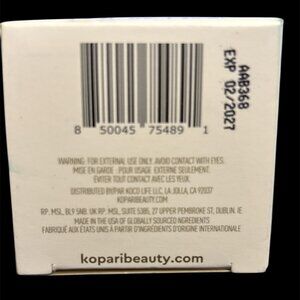 AAB368
EXP 02/2027
8 50045 75489 1
WARNING: FOR EXTERNAL USE ONLY. AVOID CONTACT WITH EYES.
MISE EN GARDE : POUR USAGE EXTERNE SEULEMENT.
ÉVITER TOUT CONTACT AVEC LES YEUX.
DISTRIBUTED BY/PAR KOCO LIFE LLC, LA JOLLA, CA 92037
KOPARIBEAUTY.COM
RP. MSL, BL9 5NB. UK RP. MSL, SUITE 5385, 27 UPPER PEMBROKE ST, DUBLIN. IE
MADE IN THE USA OF GLOBALLY SOURCED INGREDIENTS
FABRIQUÉ AUX ÉTATS UNIS À PARTIR D'INGRÉDIENTS D'ORIGINE INTERNATIONALE
koparibeauty.com